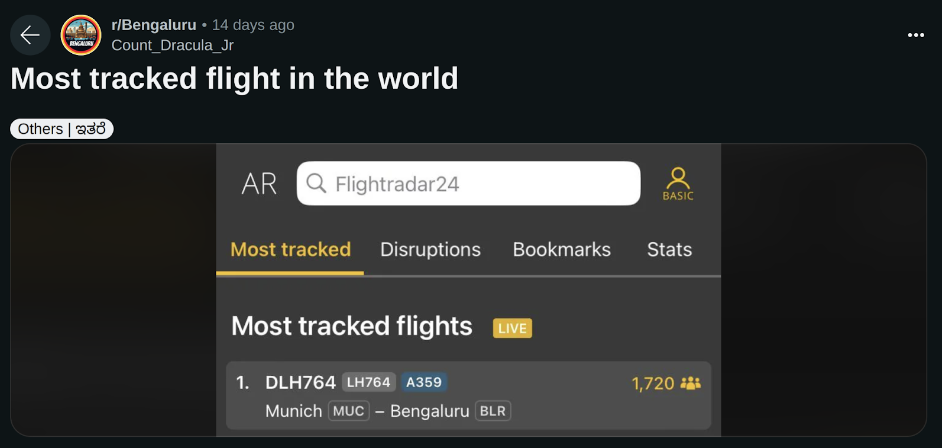 r/Bengaluru • 14 days ago
BENGALURU
Count_Dracula_Jr
Most tracked flight in the world
Others | ಇತರೆ
AR
Flightradar24
BASIC
Most tracked Disruptions Bookmarks Stats
Most tracked flights LIVE
1. DLH764 LH764 A359 1,720
Munich MUC – Bengaluru BLR